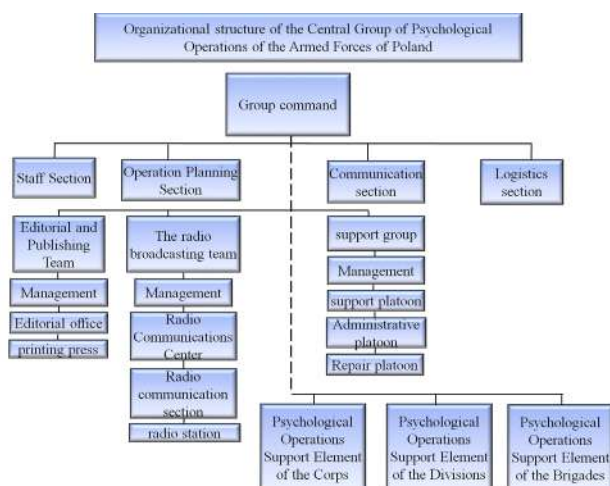 Organizational structure of the Central Group of Psychological
Operations of the Armed Forces of Poland
Group command
Staff Section
Operation Planning
Section
Communication
section
Logistics
section
Editorial and
Publishing
Team
The radio
broadcasting team
support group
Management
Editorial office
printing press
Management
Radio
Communications
Center
Radio
communication
section
radio station
Management
support platoon
Administrative
platoon
Repair platoon
Psychological
Operations
Support Element
of the Corps
Psychological
Operations
Support Element
of the Divisions
Psychological
Operations
Support Element
of the Brigades